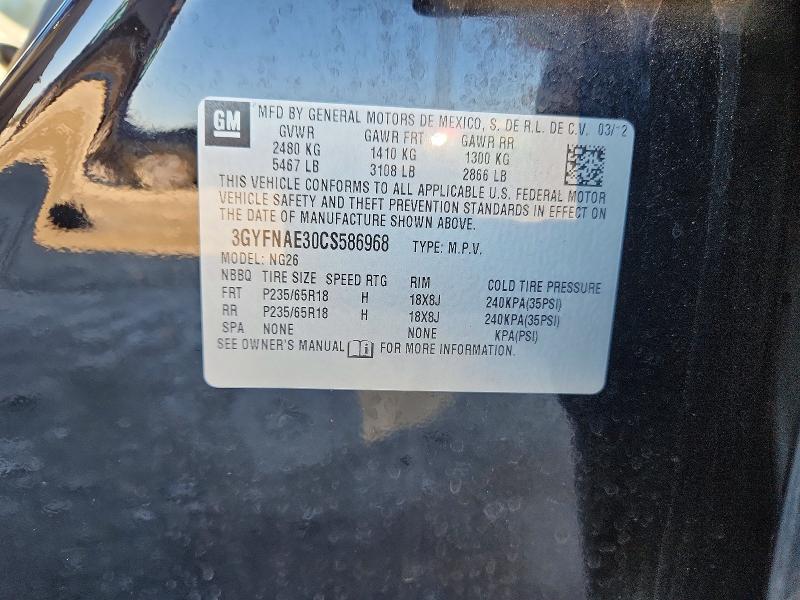 GM
MFD BY GENERAL MOTORS DE MEXICO, S. DE R.L. DE C.V. 03/12
GVWR GAWR FRT GAWR RR
2480 KG 1410 KG 1300 KG
5467 LB 3108 LB 2866 LB
THIS VEHICLE CONFORMS TO ALL APPLICABLE U.S. FEDERAL MOTOR
VEHICLE SAFETY AND THEFT PREVENTION STANDARDS IN EFFECT ON
THE DATE OF MANUFACTURE SHOWN ABOVE.
3GYFNAE30CS586968 TYPE: M.P.V.
MODEL: NG26
NBBQ TIRE SIZE SPEED RTG RIM COLD TIRE PRESSURE
FRT P235/65R18 H 18X8J 240KPA(35PSI)
RR P235/65R18 H 18X8J 240KPA(35PSI)
SPA NONE NONE KPA(PSI)
SEE OWNER'S MANUAL FOR MORE INFORMATION.